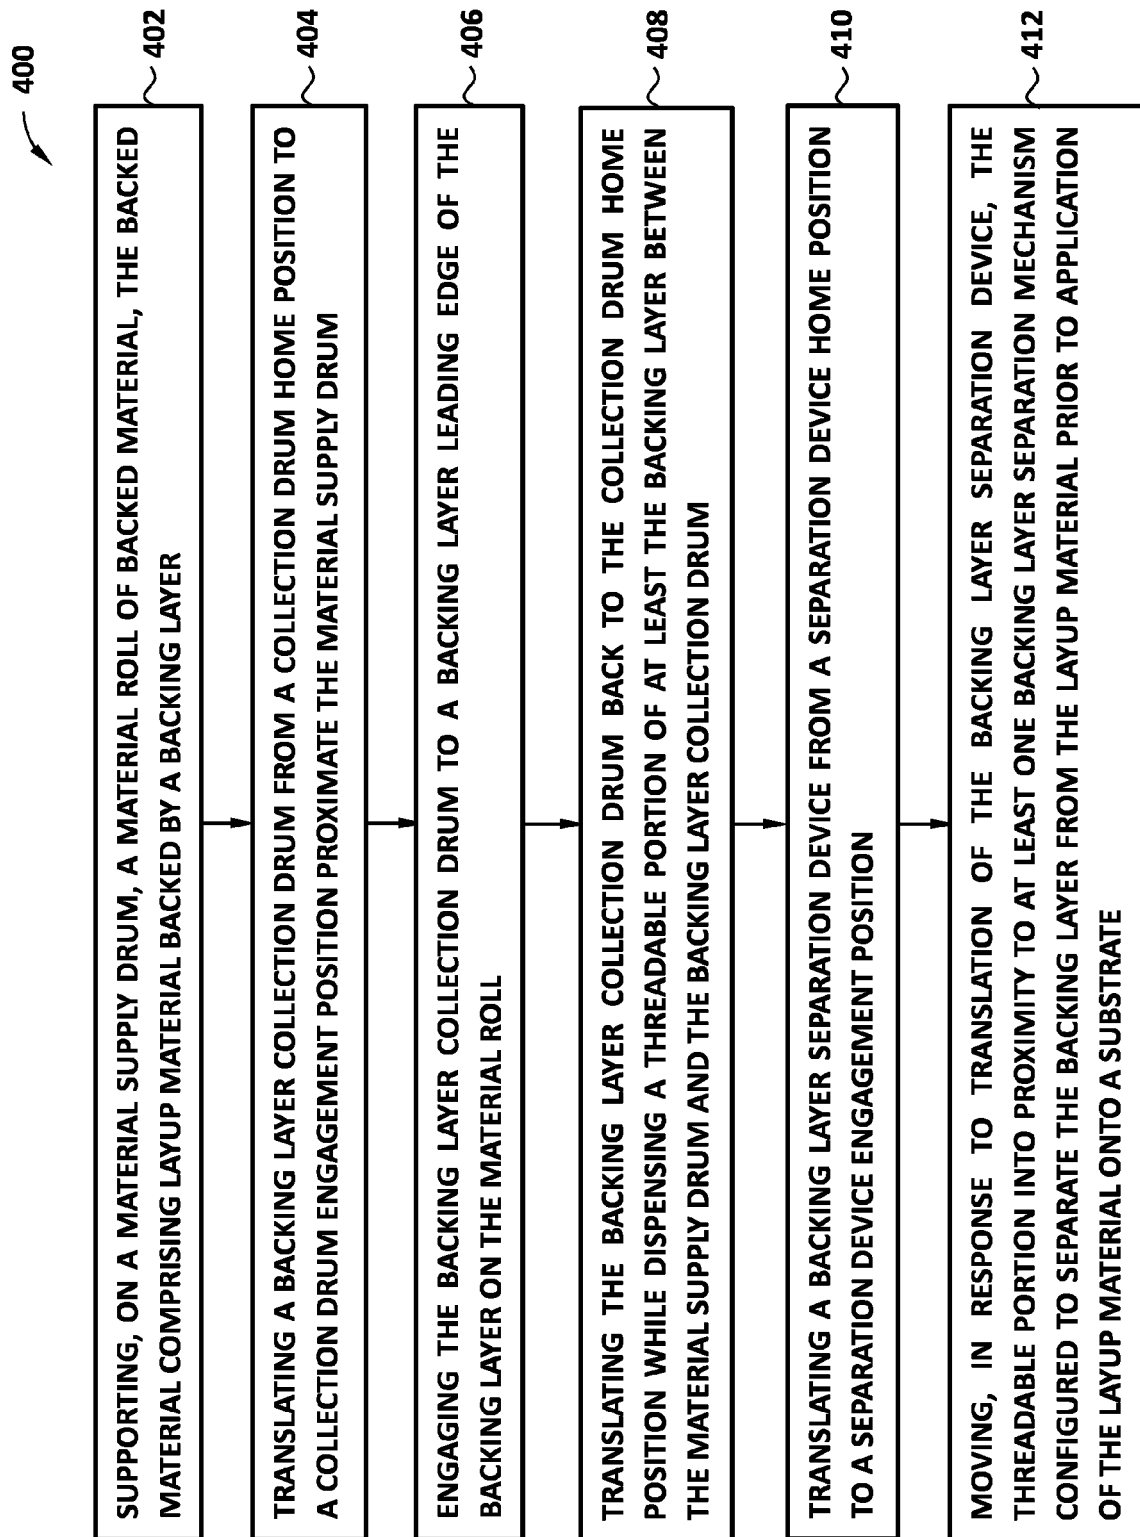 400
SUPPORTING, ON A MATERIAL SUPPLY DRUM, A MATERIAL ROLL OF BACKED MATERIAL, THE BACKED
MATERIAL COMPRISING LAYUP MATERIAL BACKED BY A BACKING LAYER
402
TRANSLATING A BACKING LAYER COLLECTION DRUM FROM A COLLECTION DRUM HOME POSITION TO
A COLLECTION DRUM ENGAGEMENT POSITION PROXIMATE THE MATERIAL SUPPLY DRUM
404
ENGAGING THE BACKING LAYER COLLECTION DRUM TO A BACKING LAYER LEADING EDGE OF THE
BACKING LAYER ON THE MATERIAL ROLL
406
TRANSLATING THE BACKING LAYER COLLECTION DRUM BACK TO THE COLLECTION DRUM HOME
POSITION WHILE DISPENSING A THREADABLE PORTION OF AT LEAST THE BACKING LAYER BETWEEN
THE MATERIAL SUPPLY DRUM AND THE BACKING LAYER COLLECTION DRUM
408
TRANSLATING A BACKING LAYER SEPARATION DEVICE FROM A SEPARATION DEVICE HOME POSITION
TO A SEPARATION DEVICE ENGAGEMENT POSITION
410
MOVING, IN RESPONSE TO TRANSLATION OF THE BACKING LAYER SEPARATION DEVICE, THE
THREADABLE PORTION INTO PROXIMITY TO AT LEAST ONE BACKING LAYER SEPARATION MECHANISM
CONFIGURED TO SEPARATE THE BACKING LAYER FROM THE LAYUP MATERIAL PRIOR TO APPLICATION
OF THE LAYUP MATERIAL ONTO A SUBSTRATE
412